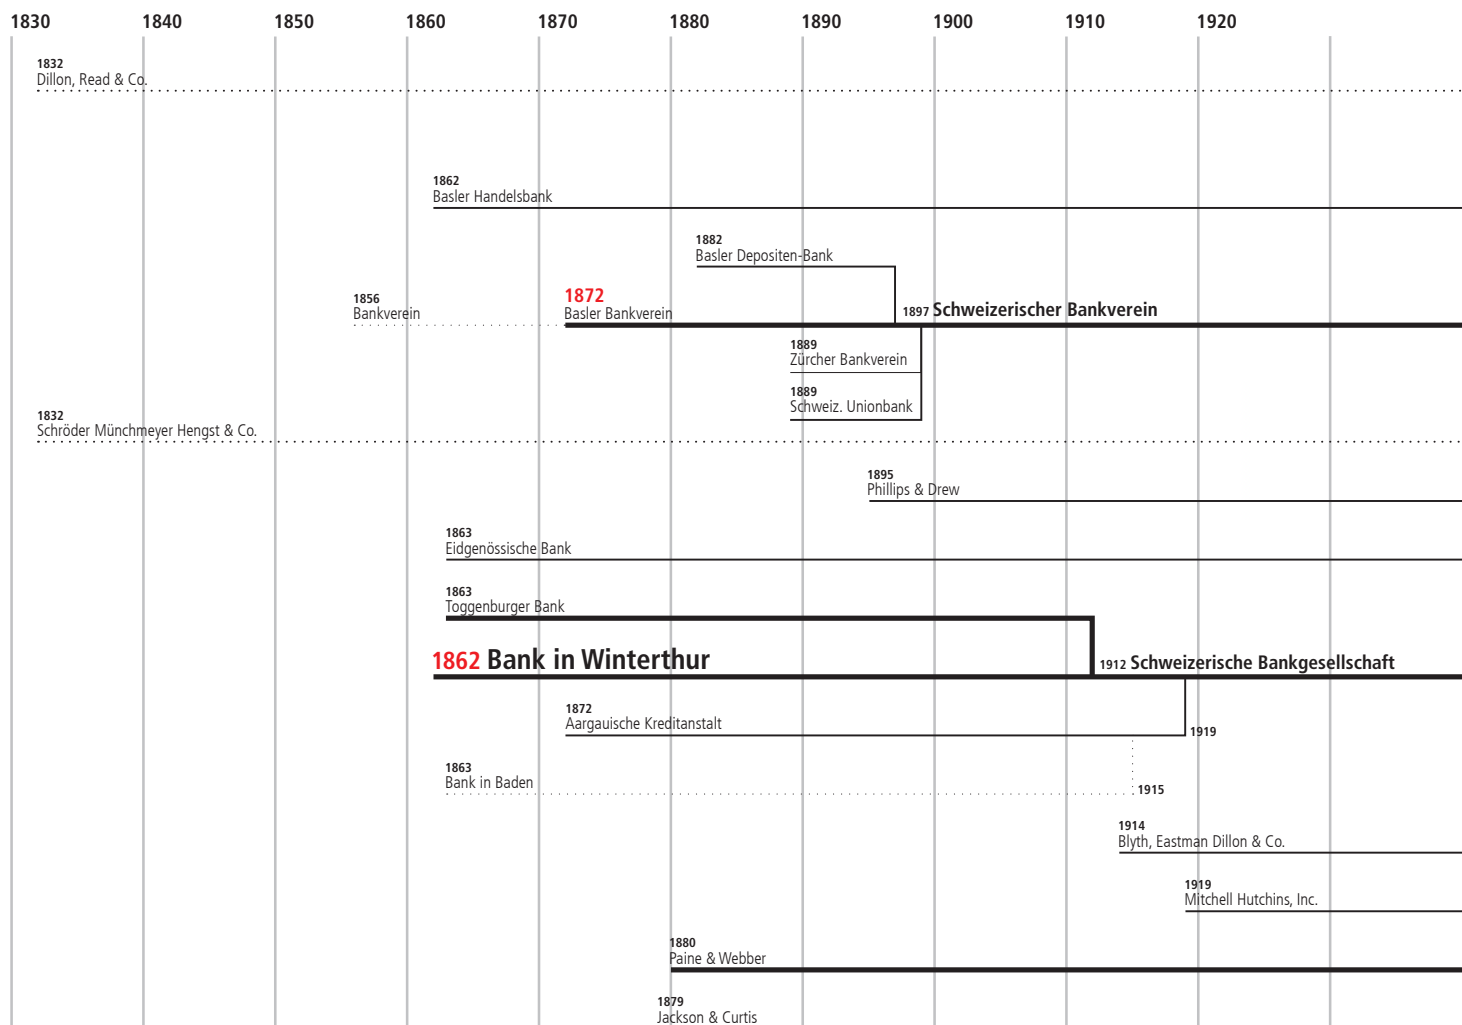 1830 1840 1850 1860 1870 1880 1890 1900 1910 1920
1832
Dillon, Read & Co.
1862
Basler Handelsbank
1882
Basler Depositen-Bank
1856
Bankverein
1872
Basler Bankverein
1897 Schweizerischer Bankverein
1889
Zürcher Bankverein
1889
Schweiz. Unionbank
1832
Schröder Münchmeyer Hengst & Co.
1895
Phillips & Drew
1863
Eidgenössische Bank
1863
Toggenburger Bank
1862 Bank in Winterthur
1912 Schweizerische Bankgesellschaft
1872
Aargauische Kreditanstalt
1919
1863
Bank in Baden
1915
1914
Blyth, Eastman Dillon & Co.
1919
Mitchell Hutchins, Inc.
1880
Paine & Webber
1879
Jackson & Curtis